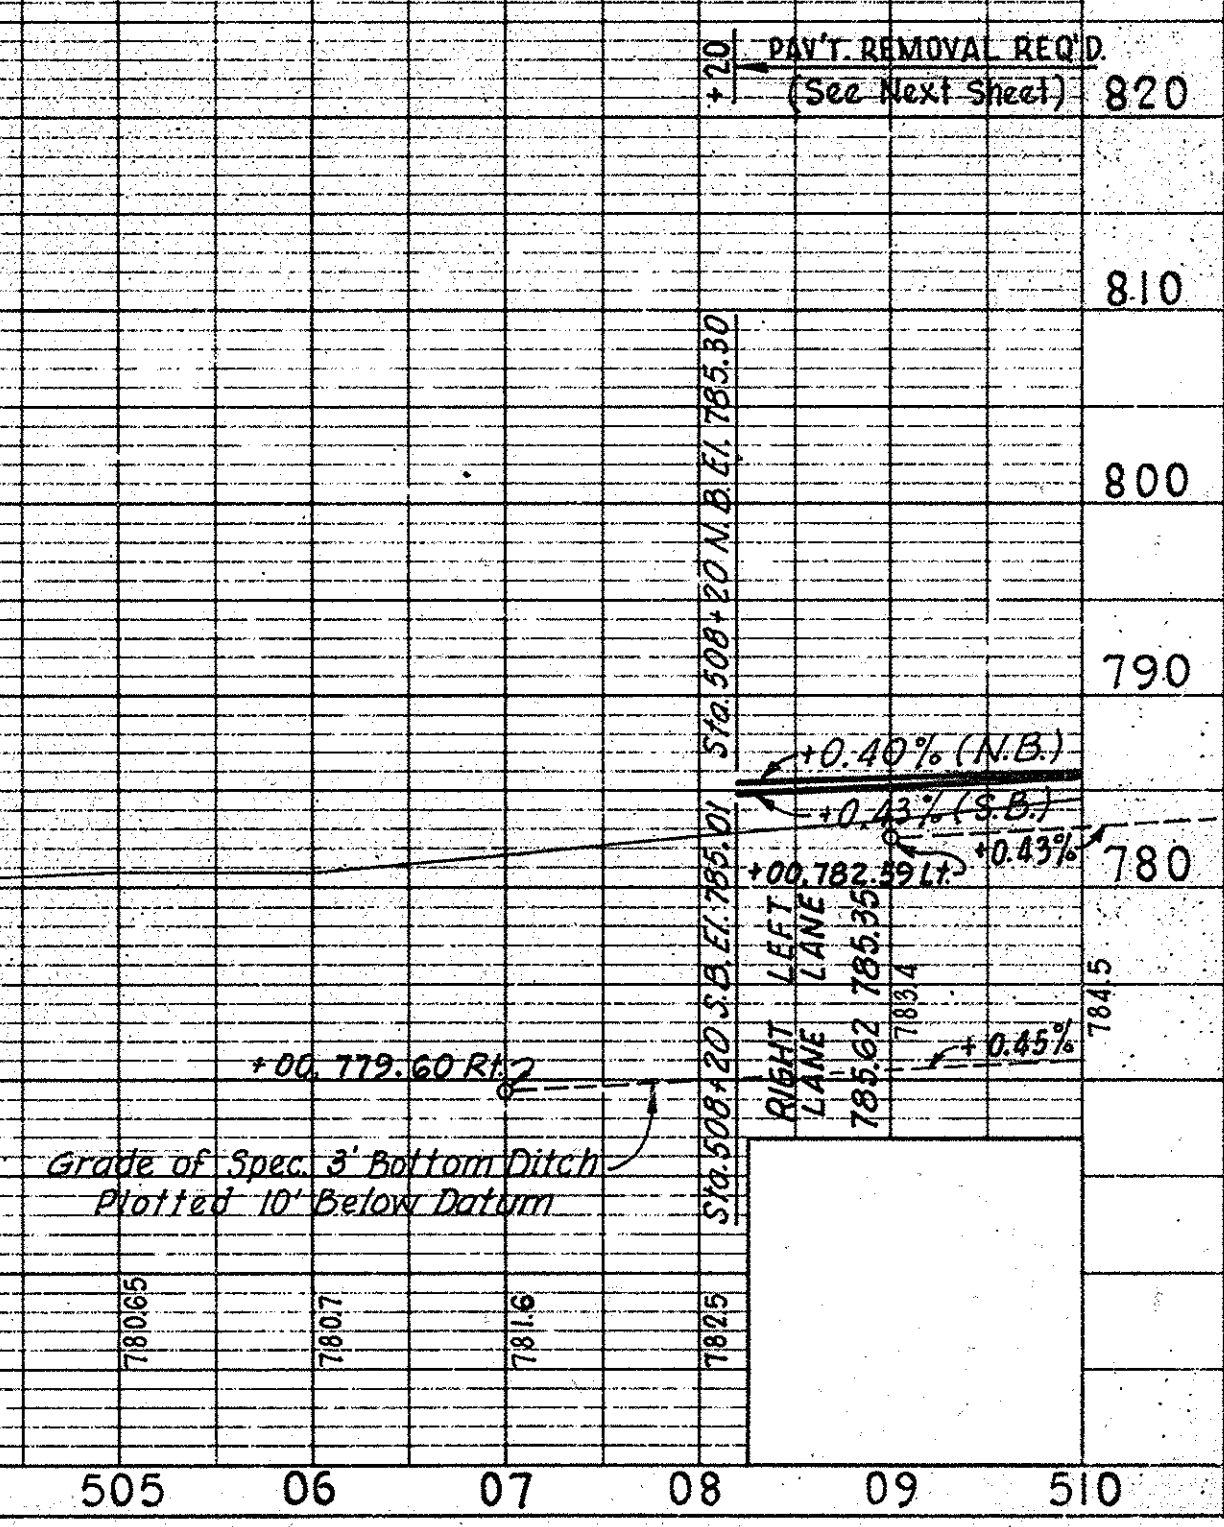 +20
PAV'T. REMOVAL REQ'D.
(See Next Sheet)
820
810
800
790
780
Sta. 508+20 N.B. El. 785.30
+0.40% (N.B.)
+0.43% (S.B.)
+0.43%
+00, 782.59 Lt.
Sta. 508+20 S.B. El. 785.01
LEFT
LANE
785.35
RIGHT
LANE
785.62
783.4
784.5
+0.45%
+00, 779.60 Rt.
Grade of Spec. 3' Bottom Ditch
Plotted 10' Below Datum
780.65
780.7
781.6
782.5
505 06 07 08 09 510